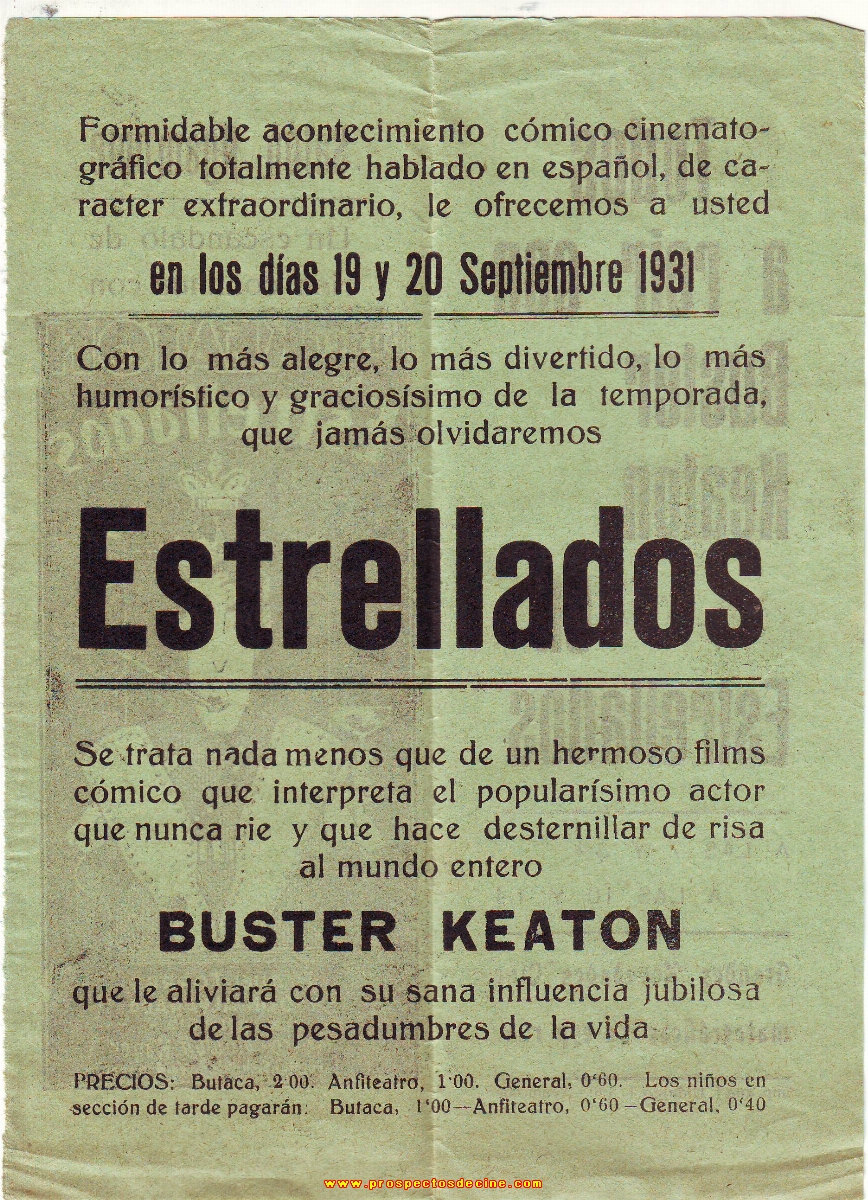 Formidable acontecimiento cómico cinemato-
gráfico totalmente hablado en español, de ca-
racter extraordinario, le ofrecemos a usted
en los días 19 y 20 Septiembre 1931
Con lo más alegre, lo más divertido, lo más
humorístico y graciosísimo de la temporada,
que jamás olvidaremos
Estrellados
Se trata nada menos que de un hermoso films
cómico que interpreta el popularísimo actor
que nunca rie y que hace desternillar de risa
al mundo entero
BUSTER KEATON
que le aliviará con su sana influencia jubilosa
de las pesadumbres de la vida
PRECIOS: Butaca, 2'00. Anfiteatro, 1'00. General, 0'60. Los niños en
sección de tarde pagarán: Butaca, 1'00—Anfiteatro, 0'60—General, 0'40
www.prospectosdecine.com